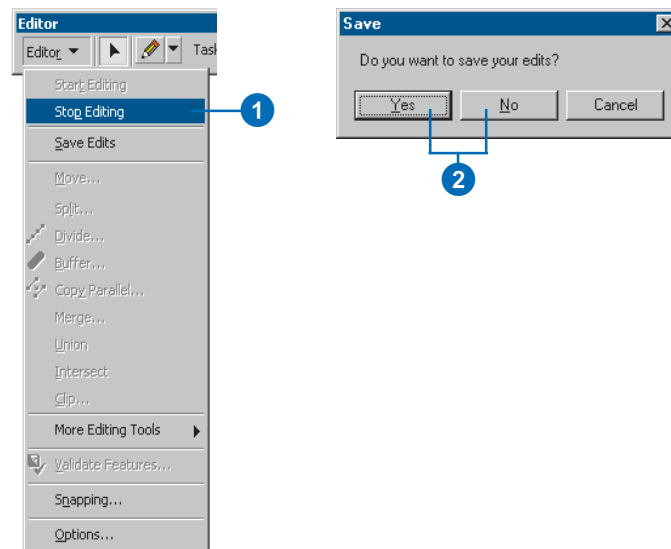 Editor
Editor
Start Editing
Stop Editing
Save Edits
Move...
Split...
Divide...
Buffer...
Copy Parallel...
Merge...
Union
Intersect
Clip...
More Editing Tools
Validate Features...
Snapping...
Options...
1
Save
Do you want to save your edits?
Yes
No
Cancel
2